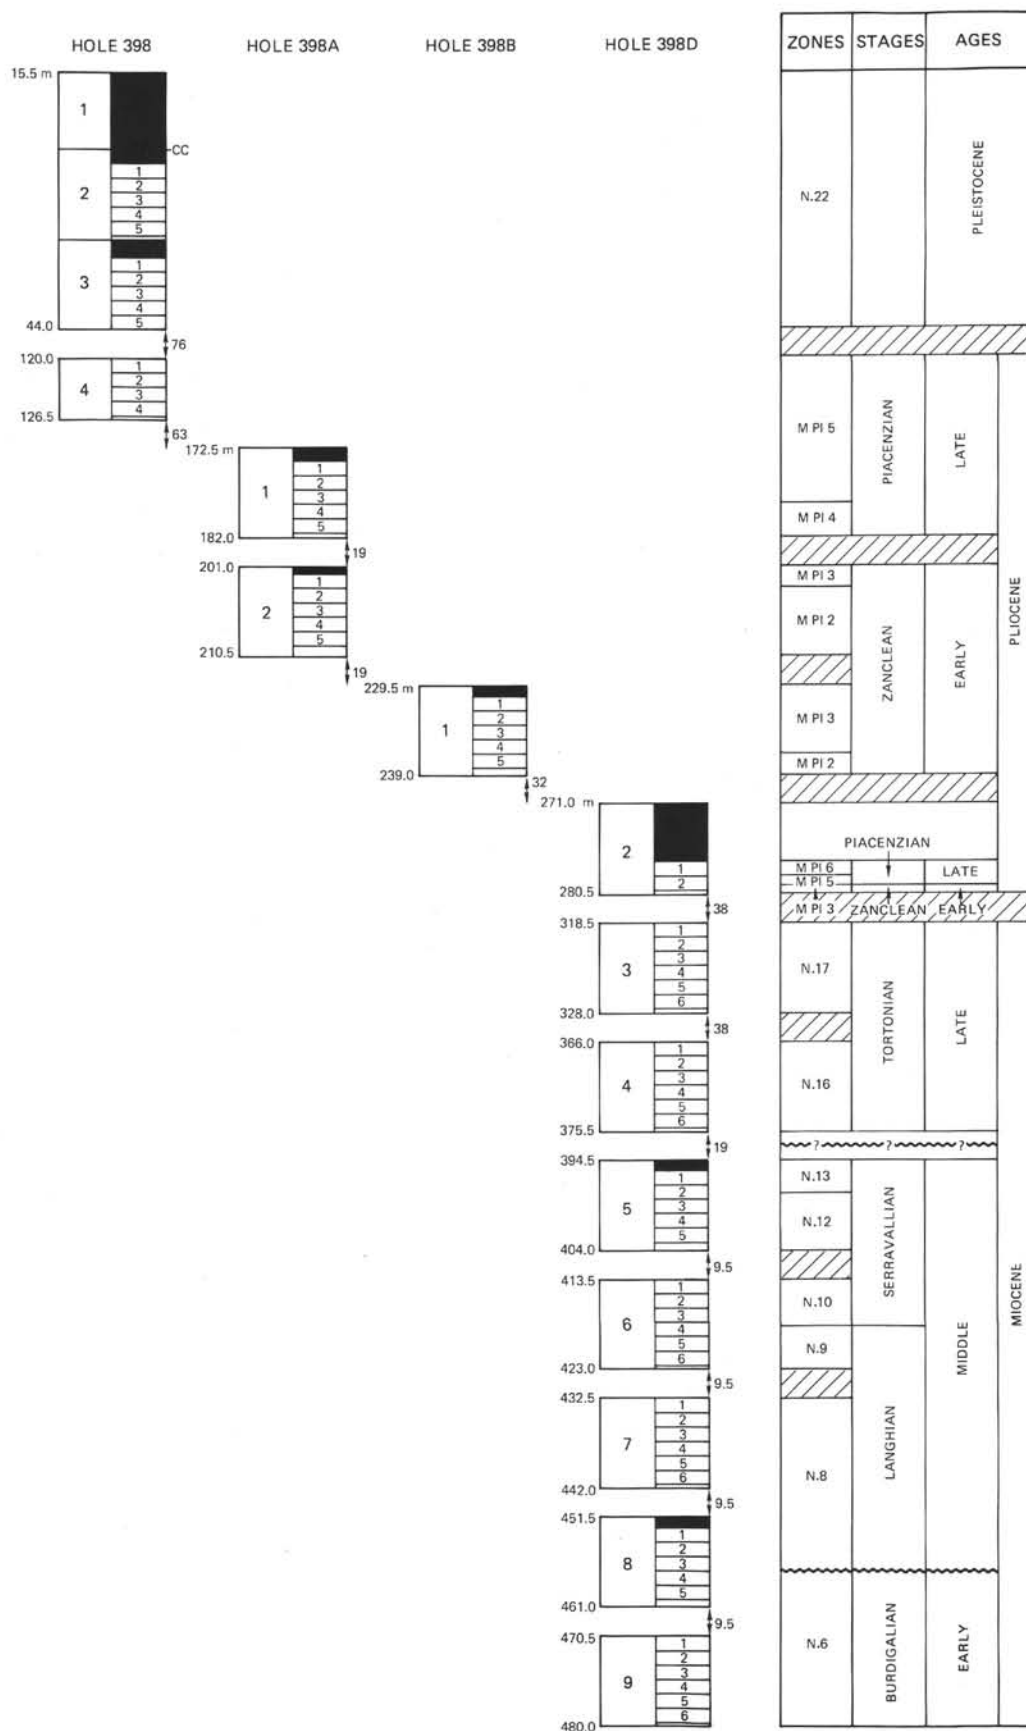 HOLE 398
HOLE 398A
HOLE 398B
HOLE 398D
ZONES STAGES AGES
15.5 m
1
CC
2
1
2
3
4
5
3
1
2
3
4
5
44.0
76
120.0
4
1
2
3
4
126.5
63
172.5 m
1
1
2
3
4
5
182.0
19
201.0
2
1
2
3
4
5
210.5
19
229.5 m
1
1
2
3
4
5
239.0
32
271.0 m
2
1
2
280.5
38
318.5
3
1
2
3
4
5
6
328.0
38
366.0
4
1
2
3
4
5
6
375.5
19
394.5
5
1
2
3
4
5
404.0
9.5
413.5
6
1
2
3
4
5
6
423.0
9.5
432.5
7
1
2
3
4
5
6
442.0
9.5
451.5
8
1
2
3
4
5
461.0
9.5
470.5
9
1
2
3
4
5
6
480.0
N.22
PLEISTOCENE
M Pl 5
M Pl 4
PIACENZIAN
LATE
M Pl 3
M Pl 2
M Pl 3
M Pl 2
ZANCLEAN
EARLY
PLIOCENE
PIACENZIAN
M Pl 6
M Pl 5
LATE
M Pl 3 ZANCLEAN EARLY
N.17
N.16
TORTONIAN
LATE
? ? ?
N.13
N.12
N.10
SERRAVALLIAN
N.9
N.8
LANGHIAN
MIDDLE
MIOCENE
N.6
BURDIGALIAN
EARLY